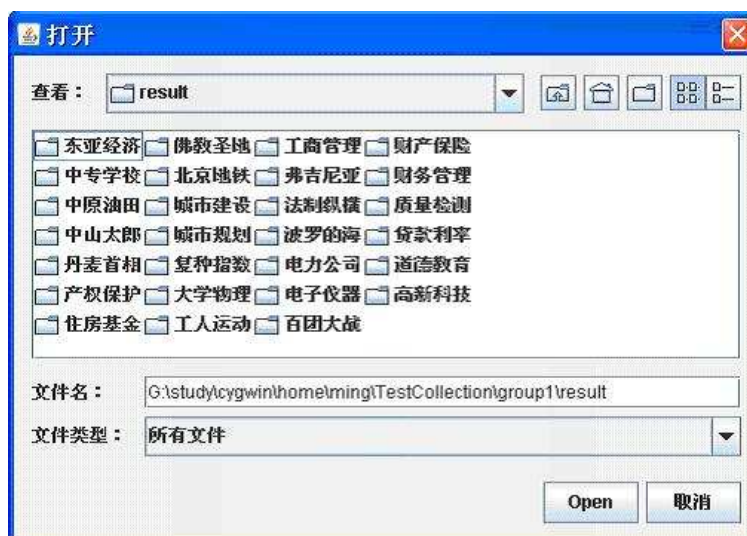 打开
查看： result
东亚经济 佛教圣地 工商管理 财产保险
中专学校 北京地铁 弗吉尼亚 财务管理
中原油田 城市建设 法制纵横 质量检测
中山太郎 城市规划 波罗的海 贷款利率
丹麦首相 复种指数 电力公司 道德教育
产权保护 大学物理 电子仪器 高新科技
住房基金 工人运动 百团大战
文件名： G:\study\cygwin\home\ming\TestCollection\group1\result
文件类型： 所有文件
Open 取消